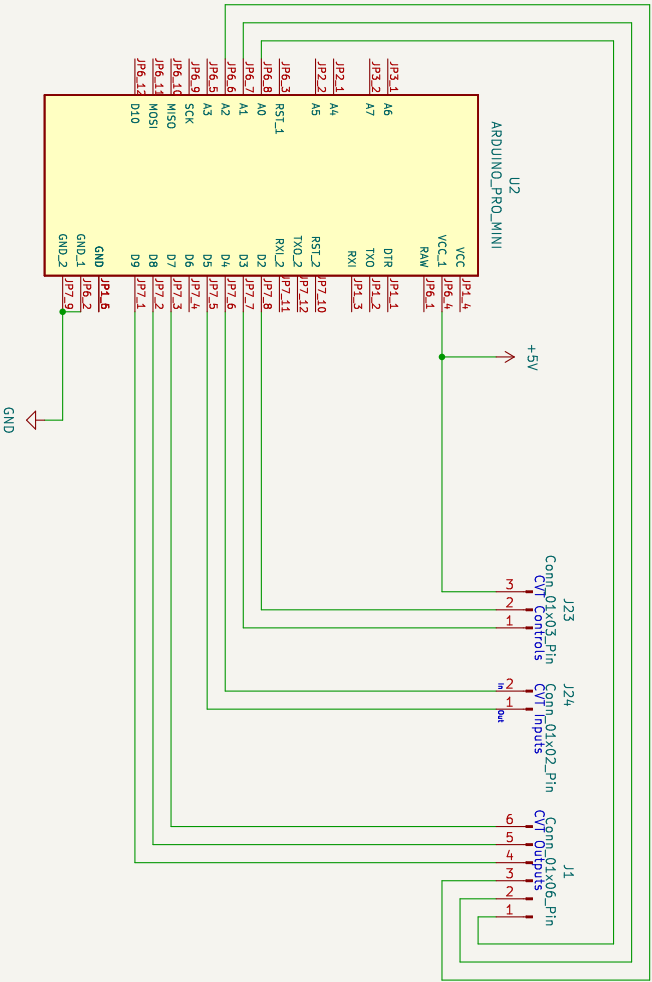 JP6_12
JP6_11
JP6_10
JP6_9
JP6_5
JP6_6
JP6_7
JP6_8
JP6_3
JP2_2
JP2_1
JP3_2
JP3_1
D10
MOSI
MISO
SCK
A3
A2
A1
A0
RST_1
A5
A4
A7
A6
U2
ARDUINO_PRO_MINI
GND_2
GND_1
GND
D9
D8
D7
D6
D5
D4
D3
D2
RXI_2
TXO_2
RST_2
RXI
TXO
DTR
RAW
VCC_1
VCC
JP7_9
JP6_2
JP7_1
JP7_2
JP7_3
JP7_4
JP7_5
JP7_6
JP7_7
JP7_8
JP7_11
JP7_12
JP7_10
JP1_3
JP1_2
JP1_1
JP6_1
JP6_4
JP1_4
+5V
GND
J23
Conn_01x03_Pin
CVT Controls
3
2
1
J24
Conn_01x02_Pin
CVT Inputs
2
In
1
Out
J1
Conn_01x06_Pin
CVT Outputs
6
5
4
3
2
1